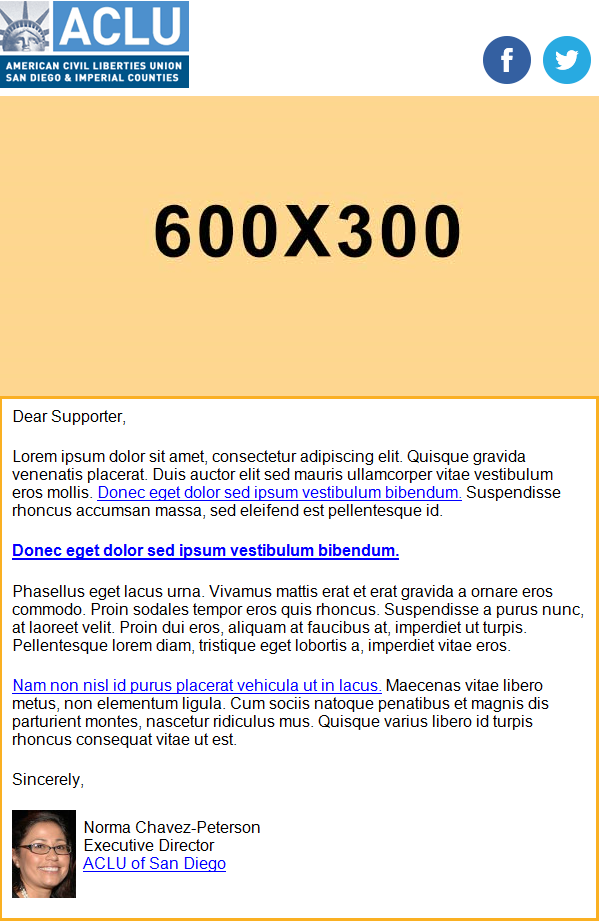 ACLU
AMERICAN CIVIL LIBERTIES UNION
SAN DIEGO & IMPERIAL COUNTIES
600X300
Dear Supporter,
Lorem ipsum dolor sit amet, consectetur adipiscing elit. Quisque gravida
venenatis placerat. Duis auctor elit sed mauris ullamcorper vitae vestibulum
eros mollis. Donec eget dolor sed ipsum vestibulum bibendum. Suspendisse
rhoncus accumsan massa, sed eleifend est pellentesque id.
Donec eget dolor sed ipsum vestibulum bibendum.
Phasellus eget lacus urna. Vivamus mattis erat et erat gravida a ornare eros
commodo. Proin sodales tempor eros quis rhoncus. Suspendisse a purus nunc,
at laoreet velit. Proin dui eros, aliquam at faucibus at, imperdiet ut turpis.
Pellentesque lorem diam, tristique eget lobortis a, imperdiet vitae eros.
Nam non nisl id purus placerat vehicula ut in lacus. Maecenas vitae libero
metus, non elementum ligula. Cum sociis natoque penatibus et magnis dis
parturient montes, nascetur ridiculus mus. Quisque varius libero id turpis
rhoncus consequat vitae ut est.
Sincerely,
Norma Chavez-Peterson
Executive Director
ACLU of San Diego